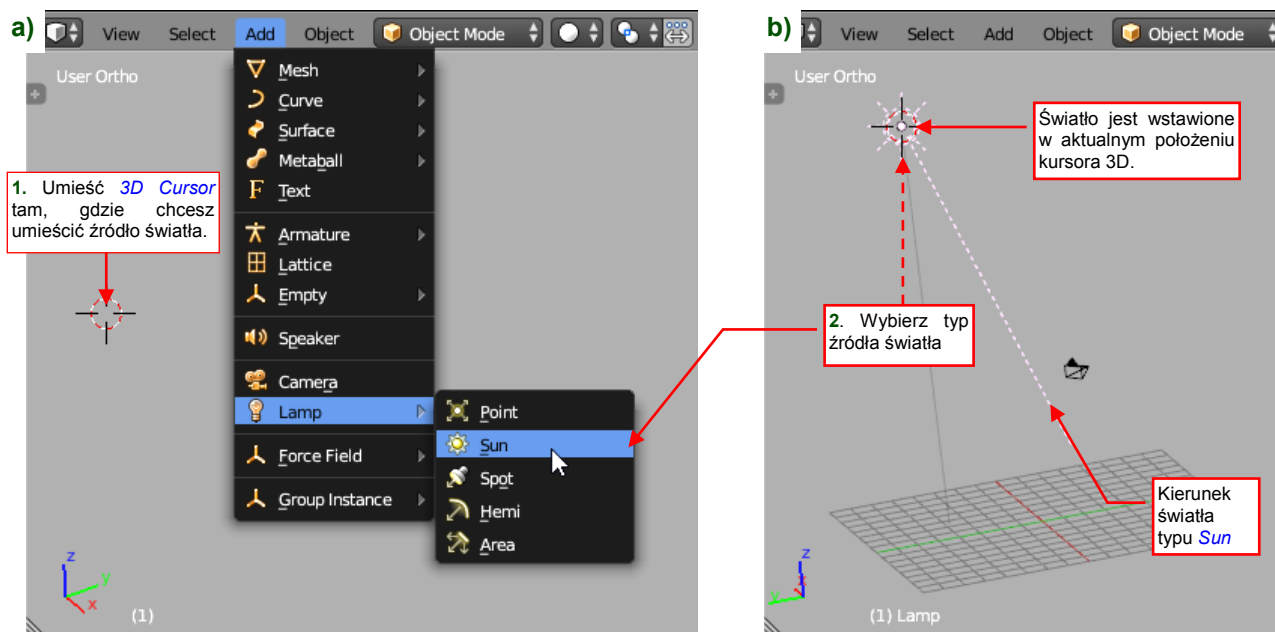 a)
View Select Add Object Object Mode
User Ortho
Mesh
Curve
Surface
Metaball
Text
Armature
Lattice
Empty
Speaker
Camera
Lamp
Force Field
Group Instance
Point
Sun
Spot
Hemi
Area
1. Umieść 3D Cursor
tam, gdzie chcesz
umieścić źródło światła.
z
y
x
(1)
b)
View Select Add Object Object Mode
User Ortho
Światło jest wstawione
w aktualnym położeniu
kursora 3D.
2. Wybierz typ
źródła światła
Kierunek
światła
typu Sun
z
x
y
(1) Lamp